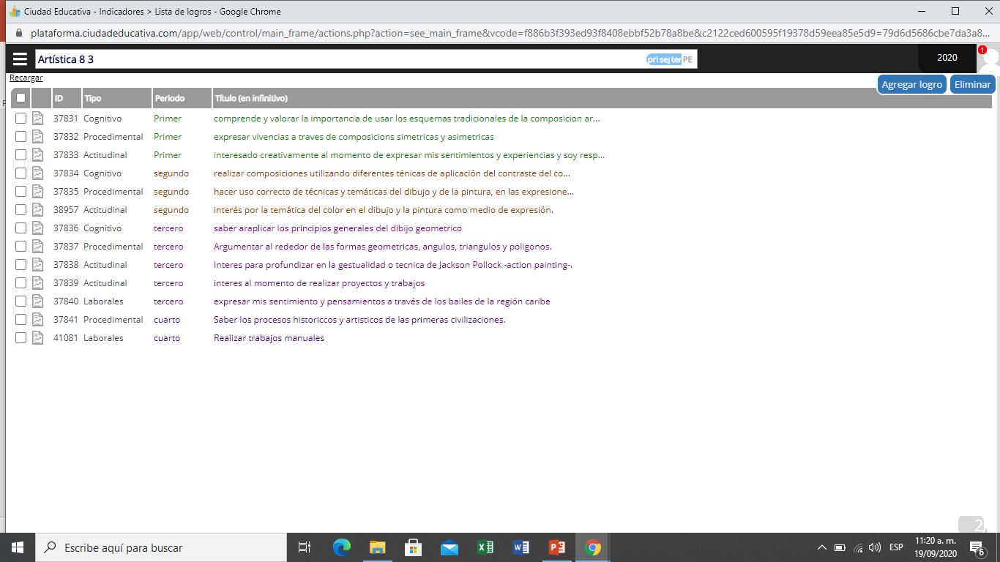 Ciudad Educativa - Indicadores > Lista de logros - Google Chrome
plataforma.ciudadeducativa.com/app/web/control/main_frame/actions.php?action=see_main_frame&vcode=f886b3f393ed93f8408ebbf52b78a8be&c2122ced600595f19378d59eea85e5d9=79d6d5686cbe7da3a8...
Artística 8 3 PE 2020 1
Recargar
Agregar logro Eliminar
ID Tipo Periodo Título (en infinitivo)
37831 Cognitivo Primer comprende y valorar la importancia de usar los esquemas tradicionales de la composicion ar...
37832 Procedimental Primer expresar vivencias a traves de composicions simetricas y asimetricas
37833 Actitudinal Primer interesado creativamente al momento de expresar mis sentimientos y experiencias y soy resp...
37834 Cognitivo segundo realizar composiciones utilizando diferentes ténicas de aplicación del contraste del co...
37835 Procedimental segundo hacer uso correcto de técnicas y temáticas del dibujo y de la pintura, en las expresione...
38957 Actitudinal segundo interés por la temática del color en el dibujo y la pintura como medio de expresión.
37836 Cognitivo tercero saber araplicar los principios generales del dibijo geometrico
37837 Procedimental tercero Argumentar al rededor de las formas geometricas, angulos, triangulos y poligonos.
37838 Actitudinal tercero Interes para profundizar en la gestualidad o tecnica de Jackson Pollock -action painting-.
37839 Actitudinal tercero interes al momento de realizar proyectos y trabajos
37840 Laborales tercero expresar mis sentimiento y pensamientos a través de los bailes de la región caribe
37841 Procedimental cuarto Saber los procesos historiccos y artisticos de las primeras civilizaciones.
41081 Laborales cuarto Realizar trabajos manuales
2
Escribe aquí para buscar
ESP
11:20 a. m.
19/09/2020
6